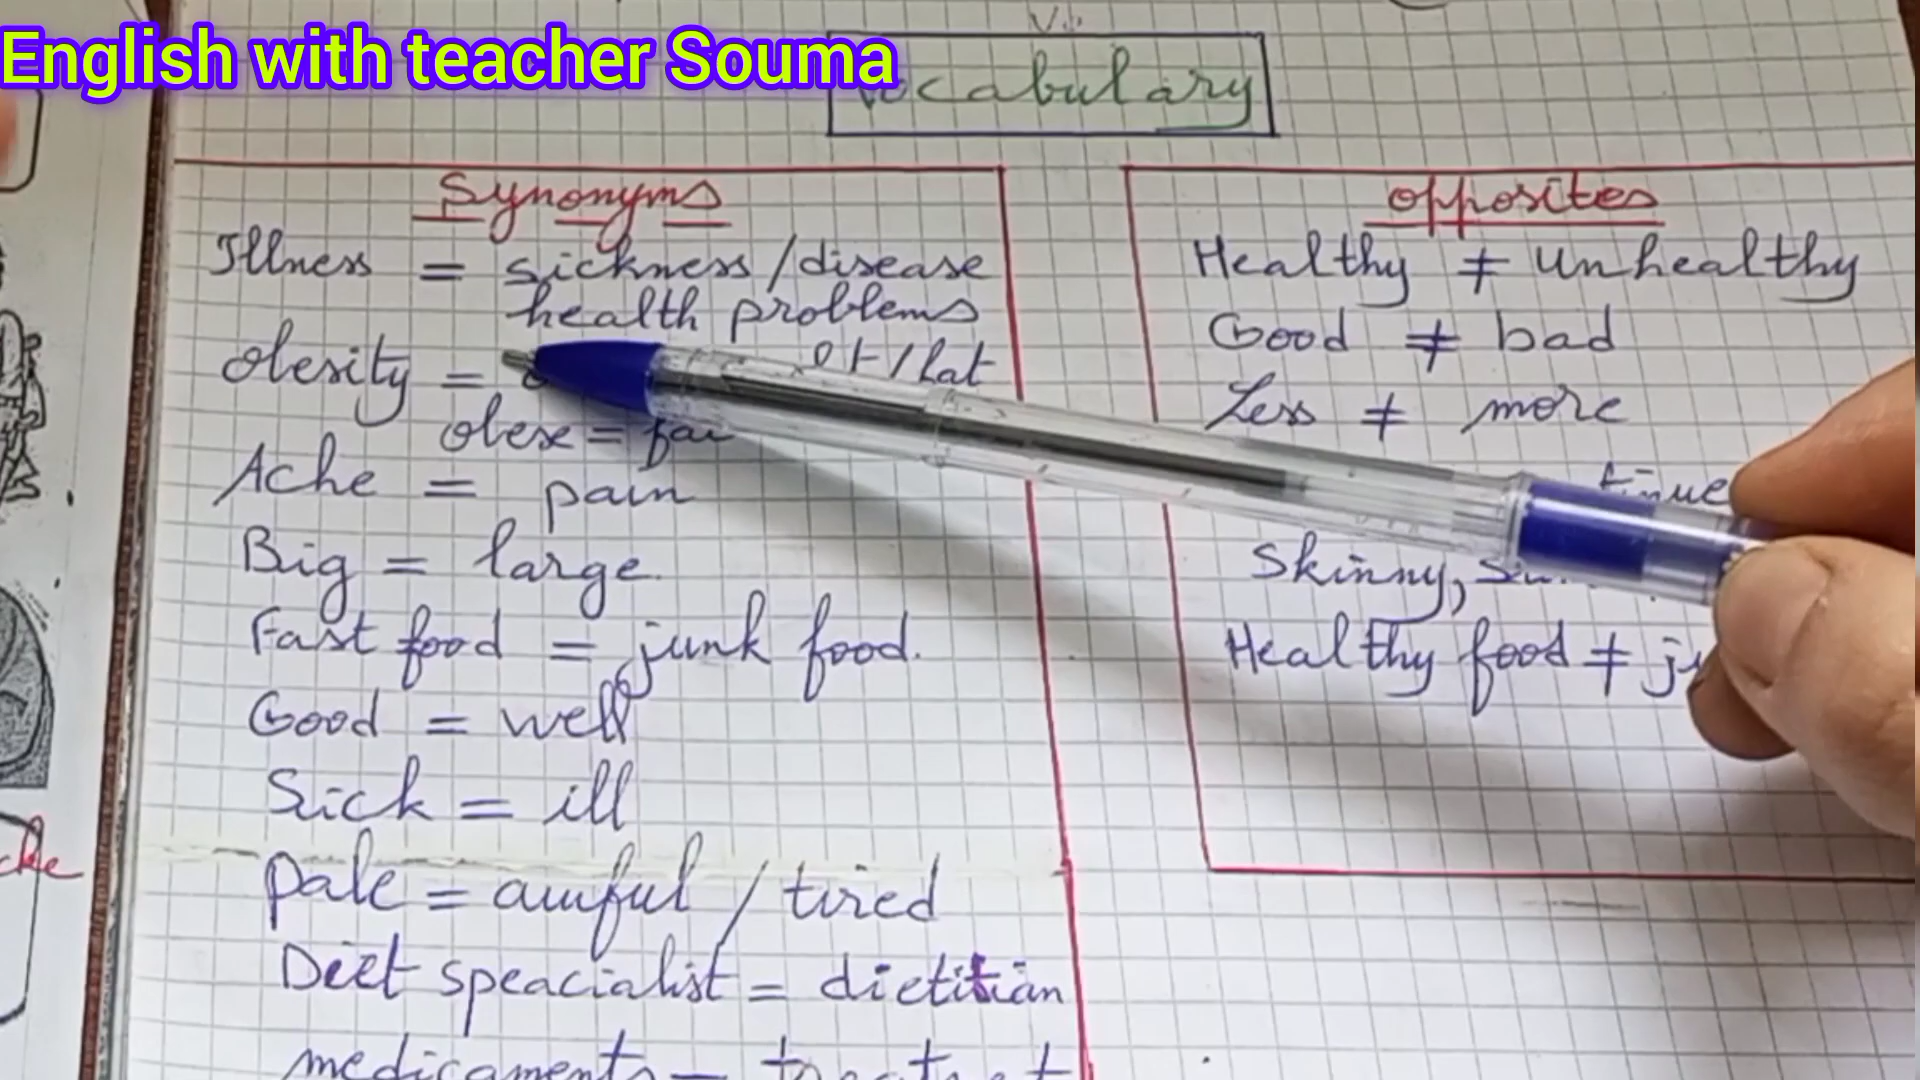 English with teacher Souma
Vocabulary
Synonyms
Illness = sickness/disease
health problems
Obesity =
obese = fat
Ache = pain
Big = large.
Fast food = junk food.
Good = well
Sick = ill
Pale = awful / tired
Diet speacialist = dietitian
medicaments =
opposites
Healthy ≠ unhealthy
Good ≠ bad
Less ≠ more
Skinny,
Healthy food ≠